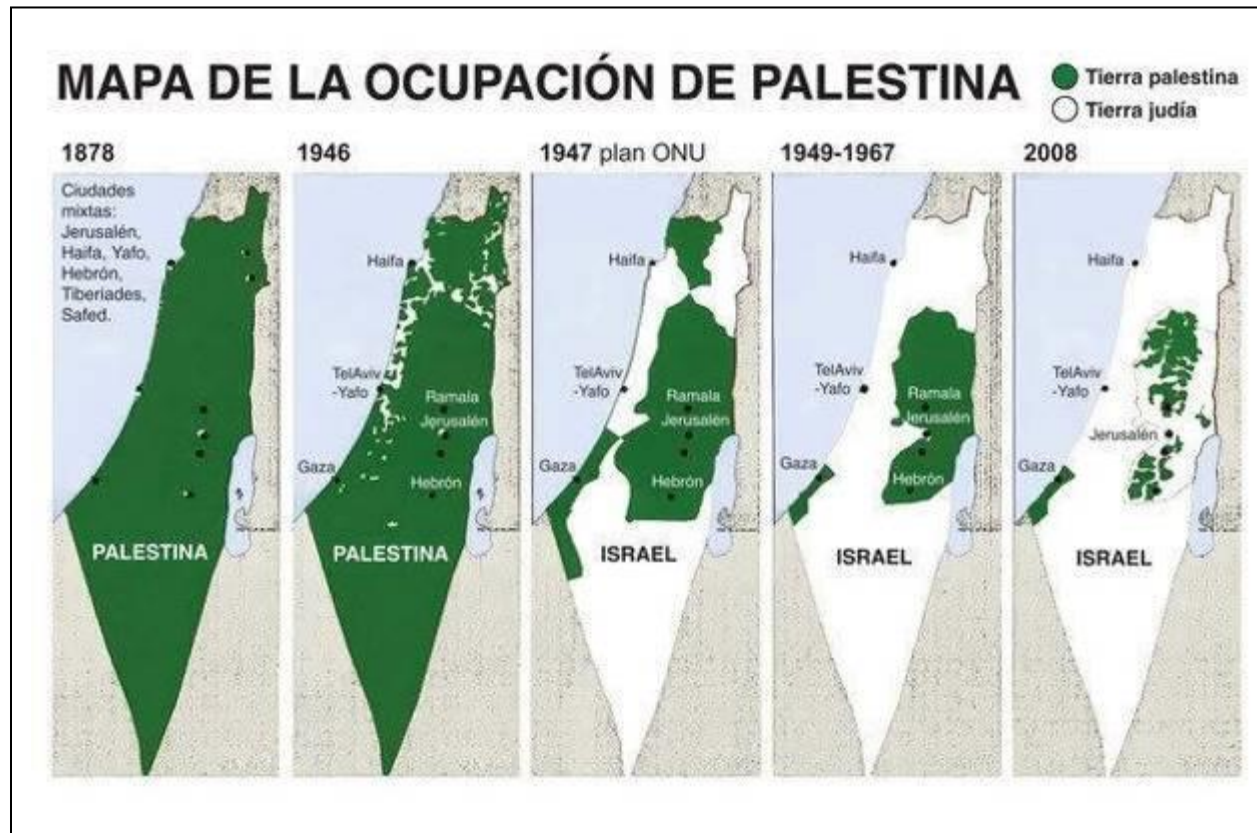 MAPA DE LA OCUPACIÓN DE PALESTINA
Tierra palestina
Tierra judía
1878
Ciudades
mixtas:
Jerusalén,
Haifa, Yafo,
Hebrón,
Tiberiades,
Safed.
PALESTINA
1946
Haifa
TelAviv
-Yafo
Ramala
Jerusalén
Gaza
Hebrón
PALESTINA
1947 plan ONU
Haifa
TelAviv
-Yafo
Ramala
Jerusalén
Gaza
Hebrón
ISRAEL
1949-1967
Haifa
TelAviv
-Yafo
Ramala
Jerusalén
Gaza
Hebrón
ISRAEL
2008
Haifa
TelAviv
-Yafo
Jerusalén
Gaza
ISRAEL